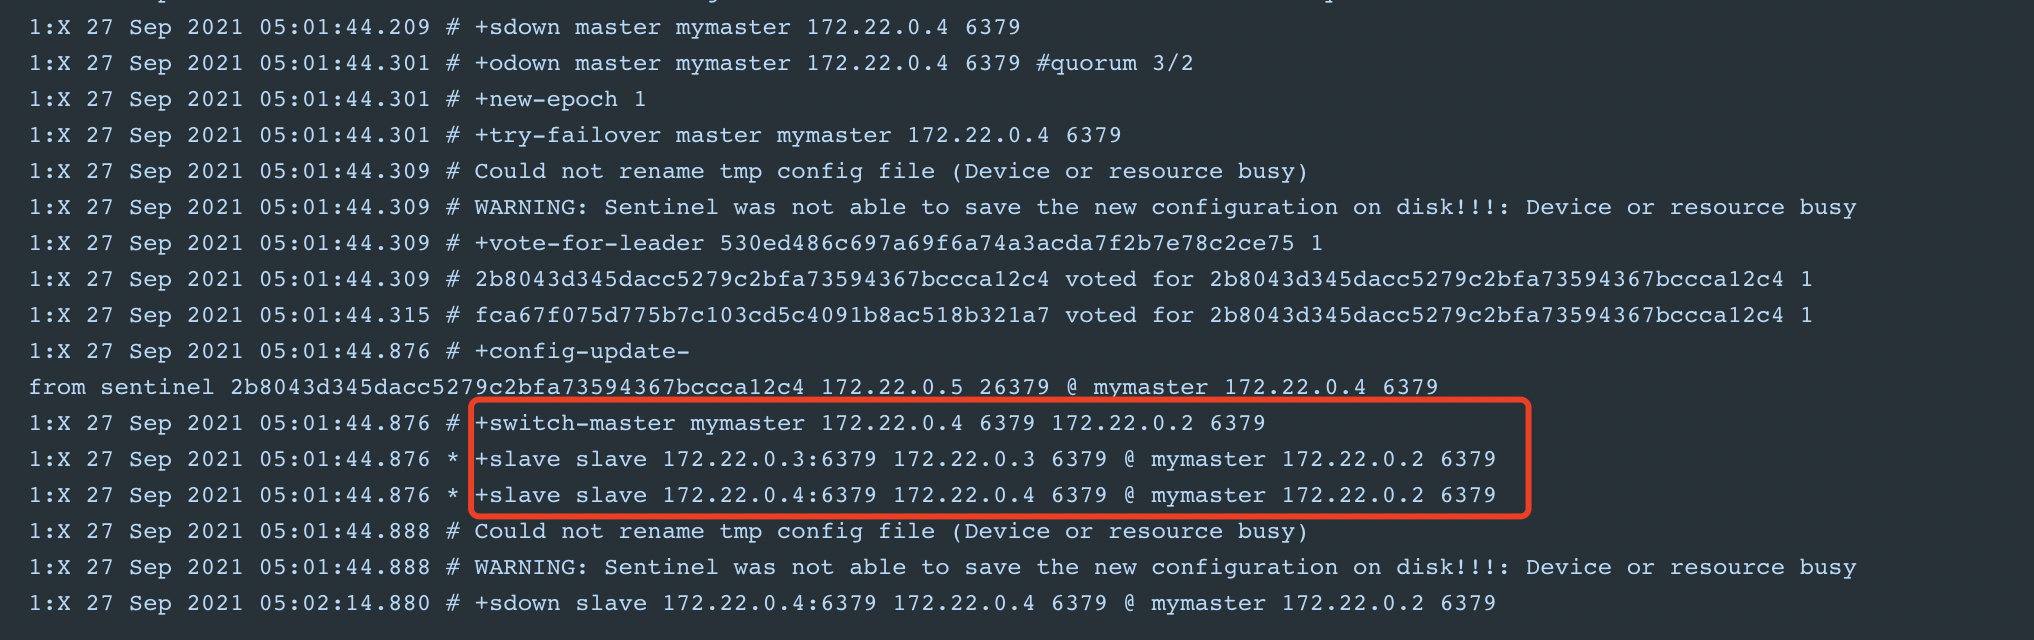 1:X 27 Sep 2021 05:01:44.209 # +sdown master mymaster 172.22.0.4 6379
1:X 27 Sep 2021 05:01:44.301 # +odown master mymaster 172.22.0.4 6379 #quorum 3/2
1:X 27 Sep 2021 05:01:44.301 # +new-epoch 1
1:X 27 Sep 2021 05:01:44.301 # +try-failover master mymaster 172.22.0.4 6379
1:X 27 Sep 2021 05:01:44.309 # Could not rename tmp config file (Device or resource busy)
1:X 27 Sep 2021 05:01:44.309 # WARNING: Sentinel was not able to save the new configuration on disk!!!: Device or resource busy
1:X 27 Sep 2021 05:01:44.309 # +vote-for-leader 530ed486c697a69f6a74a3acda7f2b7e78c2ce75 1
1:X 27 Sep 2021 05:01:44.309 # 2b8043d345dacc5279c2bfa73594367bccca12c4 voted for 2b8043d345dacc5279c2bfa73594367bccca12c4 1
1:X 27 Sep 2021 05:01:44.315 # fca67f075d775b7c103cd5c4091b8ac518b321a7 voted for 2b8043d345dacc5279c2bfa73594367bccca12c4 1
1:X 27 Sep 2021 05:01:44.876 # +config-update-
from sentinel 2b8043d345dacc5279c2bfa73594367bccca12c4 172.22.0.5 26379 @ mymaster 172.22.0.4 6379
1:X 27 Sep 2021 05:01:44.876 # +switch-master mymaster 172.22.0.4 6379 172.22.0.2 6379
1:X 27 Sep 2021 05:01:44.876 * +slave slave 172.22.0.3:6379 172.22.0.3 6379 @ mymaster 172.22.0.2 6379
1:X 27 Sep 2021 05:01:44.876 * +slave slave 172.22.0.4:6379 172.22.0.4 6379 @ mymaster 172.22.0.2 6379
1:X 27 Sep 2021 05:01:44.888 # Could not rename tmp config file (Device or resource busy)
1:X 27 Sep 2021 05:01:44.888 # WARNING: Sentinel was not able to save the new configuration on disk!!!: Device or resource busy
1:X 27 Sep 2021 05:02:14.880 # +sdown slave 172.22.0.4:6379 172.22.0.4 6379 @ mymaster 172.22.0.2 6379